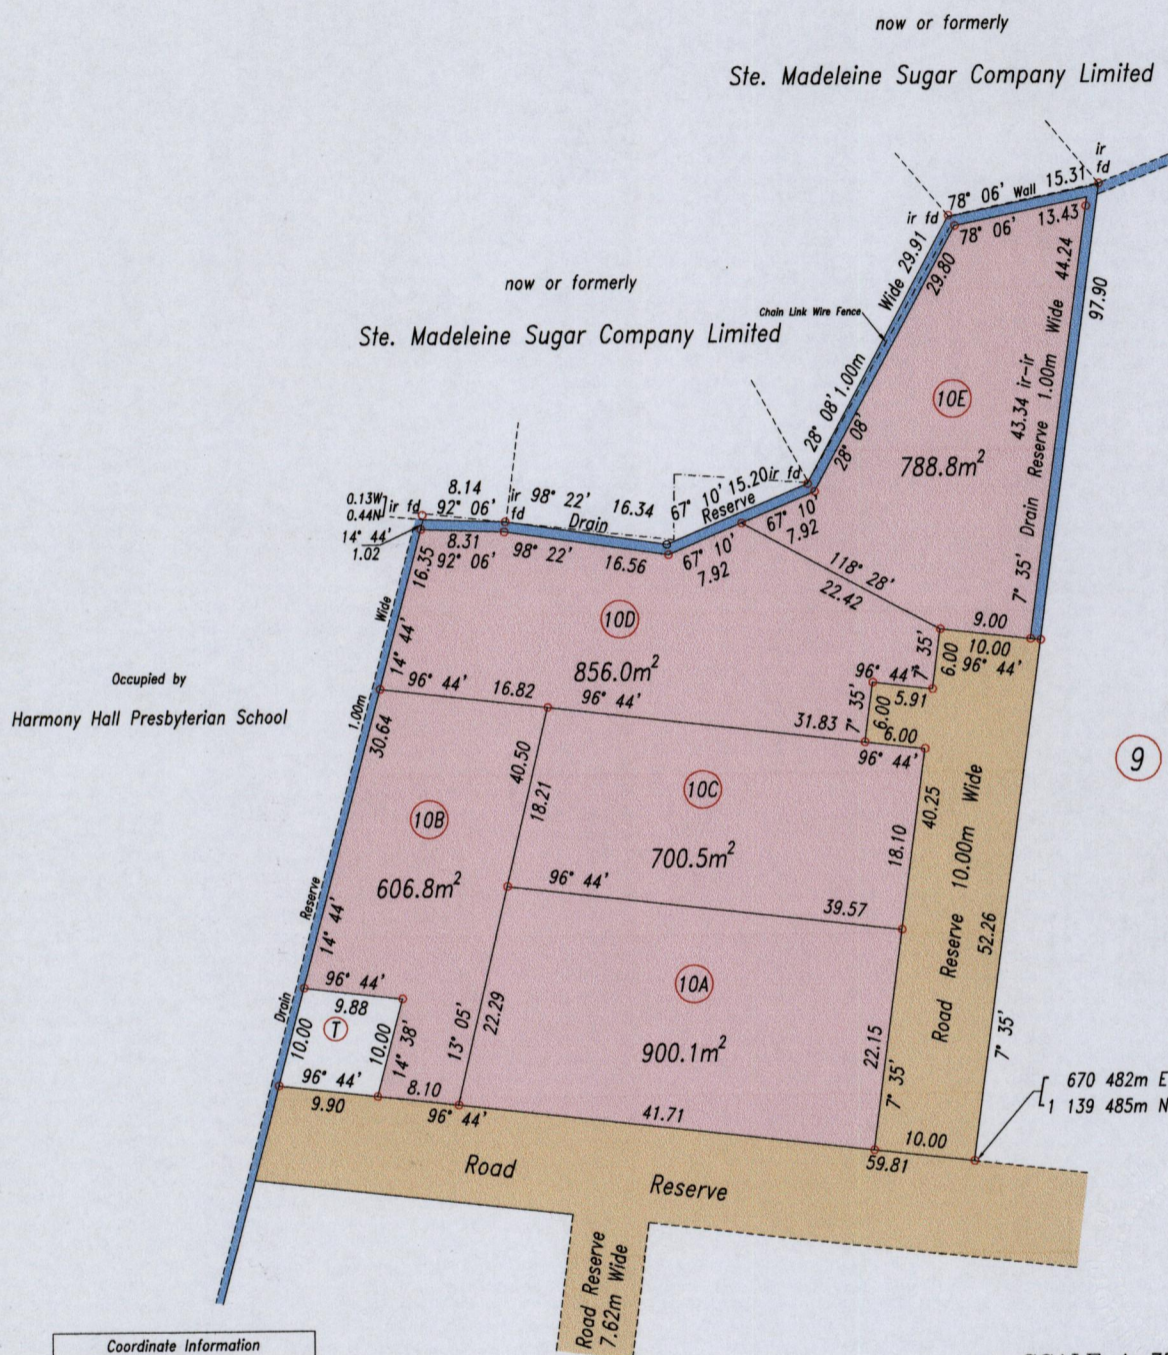 now or formerly
Ste. Madeleine Sugar Company Limited
ir
fd
78° 06' Wall 15.31
ir fd
78° 06' 13.43
now or formerly
Ste. Madeleine Sugar Company Limited
Chain Link Wire Fence
28° 08' 1.00m Wide 29.91
28° 08' 29.80
44.24
97.90
43.34 ir-ir
7° 35' Drain Reserve 1.00m Wide
10E
788.8m²
0.13W
0.44N
ir fd
8.14
92° 06'
ir
fd
98° 22' 16.34
Drain
67° 10' 15.20 ir fd
Reserve
14° 44'
1.02
8.31
92° 06'
98° 22' 16.56
67° 10'
7.92
67° 10'
7.92
118° 28'
22.42
16.35
14° 44'
Wide
10D
856.0m²
9.00
10.00
96° 44'
7° 35'
6.00
96° 44'
5.91
7° 35'
6.00
6.00
96° 44'
Occupied by
Harmony Hall Presbyterian School
96° 44' 16.82
96° 44' 31.83
1.00m
30.64
40.50
18.21
10C
700.5m²
9
10B
606.8m²
40.25
18.10
Road Reserve 10.00m Wide
52.26
96° 44' 39.57
Reserve
14° 44'
96° 44'
9.88
Drain
10.00
T
10.00
14° 38'
13° 05' 22.29
10A
900.1m²
22.15
7° 35'
7° 35'
96° 44'
9.90
8.10
96° 44'
41.71
10.00
59.81
670 482m E
1 139 485m N
Road Reserve
Road Reserve
7.62m Wide
Coordinate Information